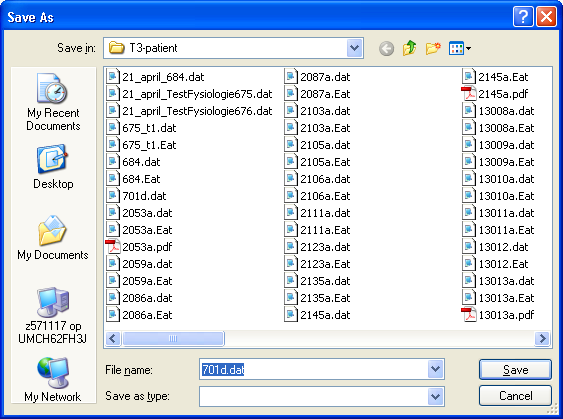 Save As
Save in:
T3-patient
My Recent
Documents
Desktop
My Documents
z571117 op
UMCH62FH3J
My Network
21_april_684.dat
21_april_TestFysiologie675.dat
21_april_TestFysiologie676.dat
675_t1.dat
675_t1.Eat
684.dat
684.Eat
701d.dat
2053a.dat
2053a.Eat
2053a.pdf
2059a.dat
2059a.Eat
2086a.dat
2086a.Eat
2087a.dat
2087a.Eat
2103a.dat
2103a.Eat
2105a.dat
2105a.Eat
2106a.dat
2106a.Eat
2111a.dat
2111a.Eat
2123a.dat
2123a.Eat
2135a.dat
2135a.Eat
2145a.dat
2145a.Eat
2145a.pdf
13008a.dat
13008a.Eat
13009a.dat
13009a.Eat
13010a.dat
13010a.Eat
13011a.dat
13011a.Eat
13012.dat
13012.Eat
13013a.dat
13013a.Eat
13013a.pdf
File name:
701d.dat
Save
Save as type:
Cancel